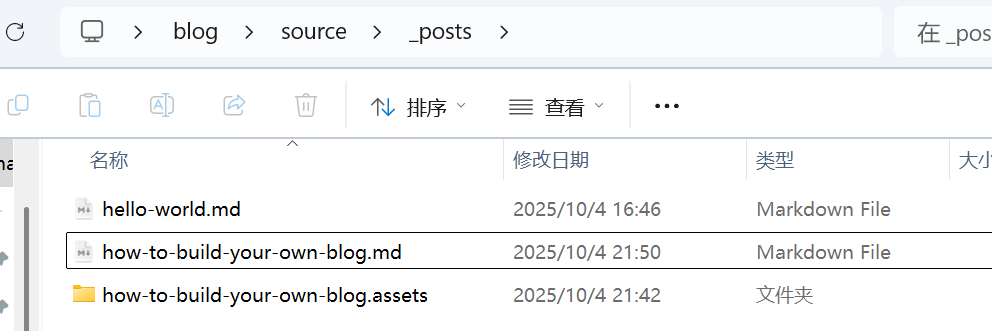 blog > source > _posts > 在 _pos
排序 查看
na 名称 修改日期 类型 大小
hello-world.md 2025/10/4 16:46 Markdown File
how-to-build-your-own-blog.md 2025/10/4 21:50 Markdown File
how-to-build-your-own-blog.assets 2025/10/4 21:42 文件夹